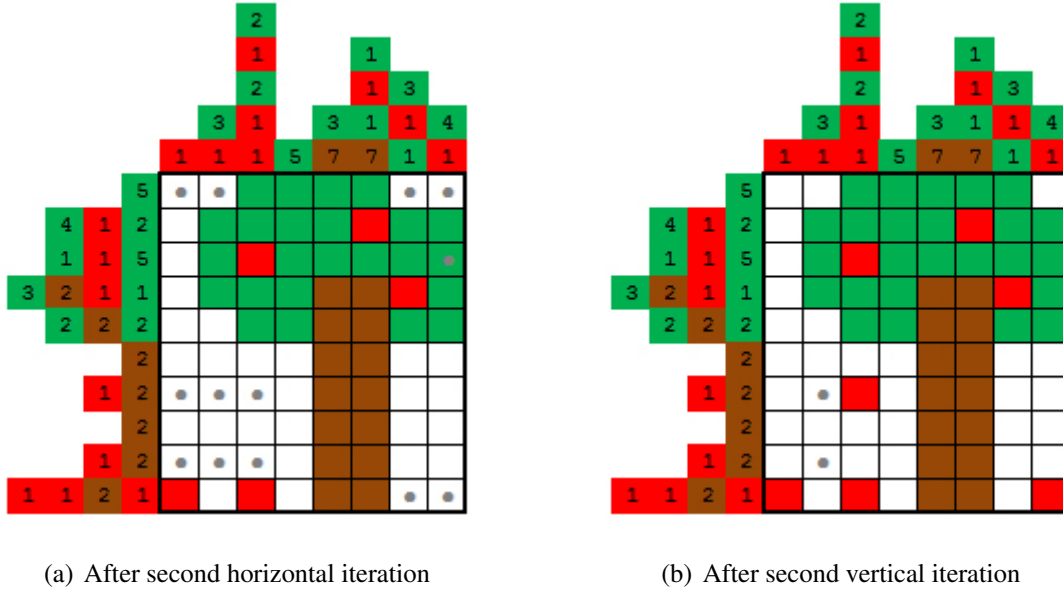 2 2
1 1 1 1
2 1 3 2 1 3
3 1 3 1 1 4 3 1 3 1 1 4
1 1 1 5 7 7 1 1 1 1 1 5 7 7 1 1
5 5
4 1 2 4 1 2
1 1 5 1 1 5
3 2 1 1 3 2 1 1
2 2 2 2 2 2
2 2
1 2 1 2
2 2
1 2 1 2
1 1 2 1 1 1 2 1
(a) After second horizontal iteration
(b) After second vertical iteration